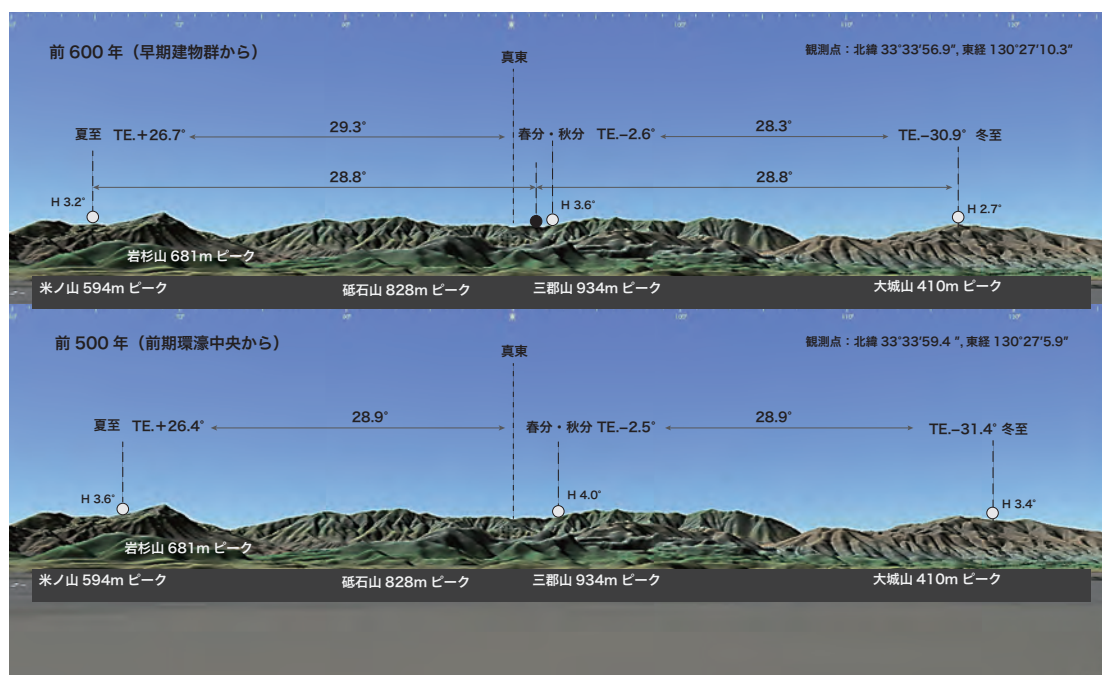 前 600 年（早期建物群から）
観測点：北緯 33°33′56.9″, 東経 130°27′10.3″
真東
夏至 TE.+26.7°
29.3°
春分・秋分 TE.−2.6°
28.3°
TE.−30.9° 冬至
28.8°
28.8°
H 3.2°
H 3.6°
H 2.7°
岩杉山 681m ピーク
米ノ山 594m ピーク
砥石山 828m ピーク
三郡山 934m ピーク
大城山 410m ピーク
前 500 年（前期環濠中央から）
観測点：北緯 33°33′59.4 ″, 東経 130°27′5.9″
真東
夏至 TE.+26.4°
28.9°
春分・秋分 TE.−2.5°
28.9°
TE.−31.4° 冬至
H 3.6°
H 4.0°
H 3.4°
岩杉山 681m ピーク
米ノ山 594m ピーク
砥石山 828m ピーク
三郡山 934m ピーク
大城山 410m ピーク